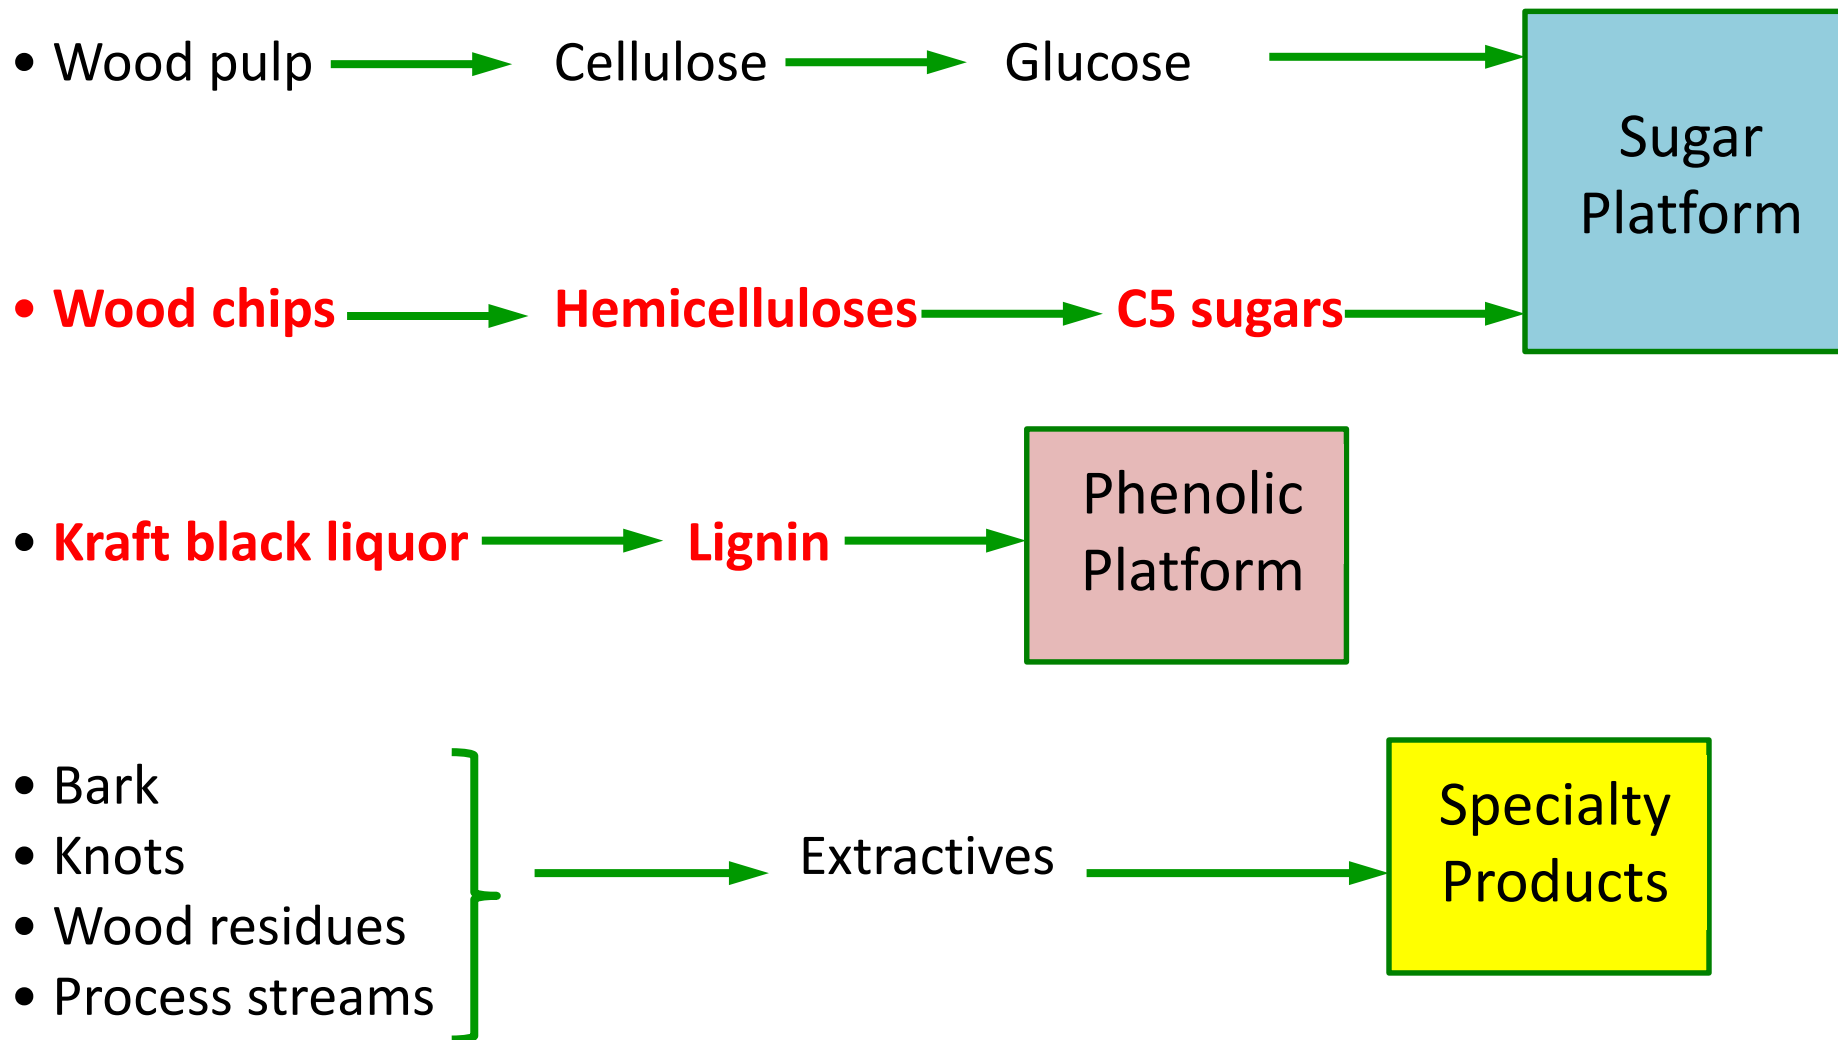 • Wood pulp Cellulose Glucose
Sugar
Platform
• Wood chips Hemicelluloses C5 sugars
• Kraft black liquor Lignin
Phenolic
Platform
• Bark
• Knots
• Wood residues
• Process streams
Extractives
Specialty
Products